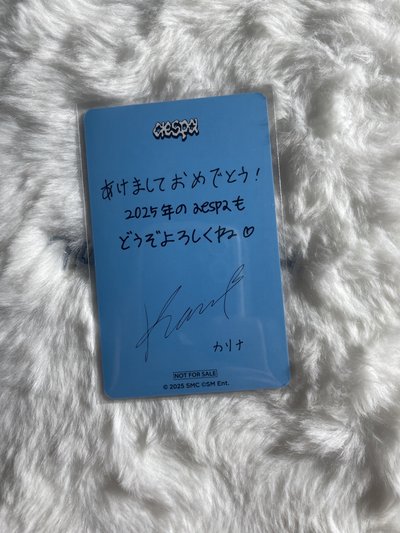 aespa
あけましておめでとう!
2025年の aespaも
どうぞよろしくね♡
カリナ
NOT FOR SALE
© 2025 SMC ©SM Ent.